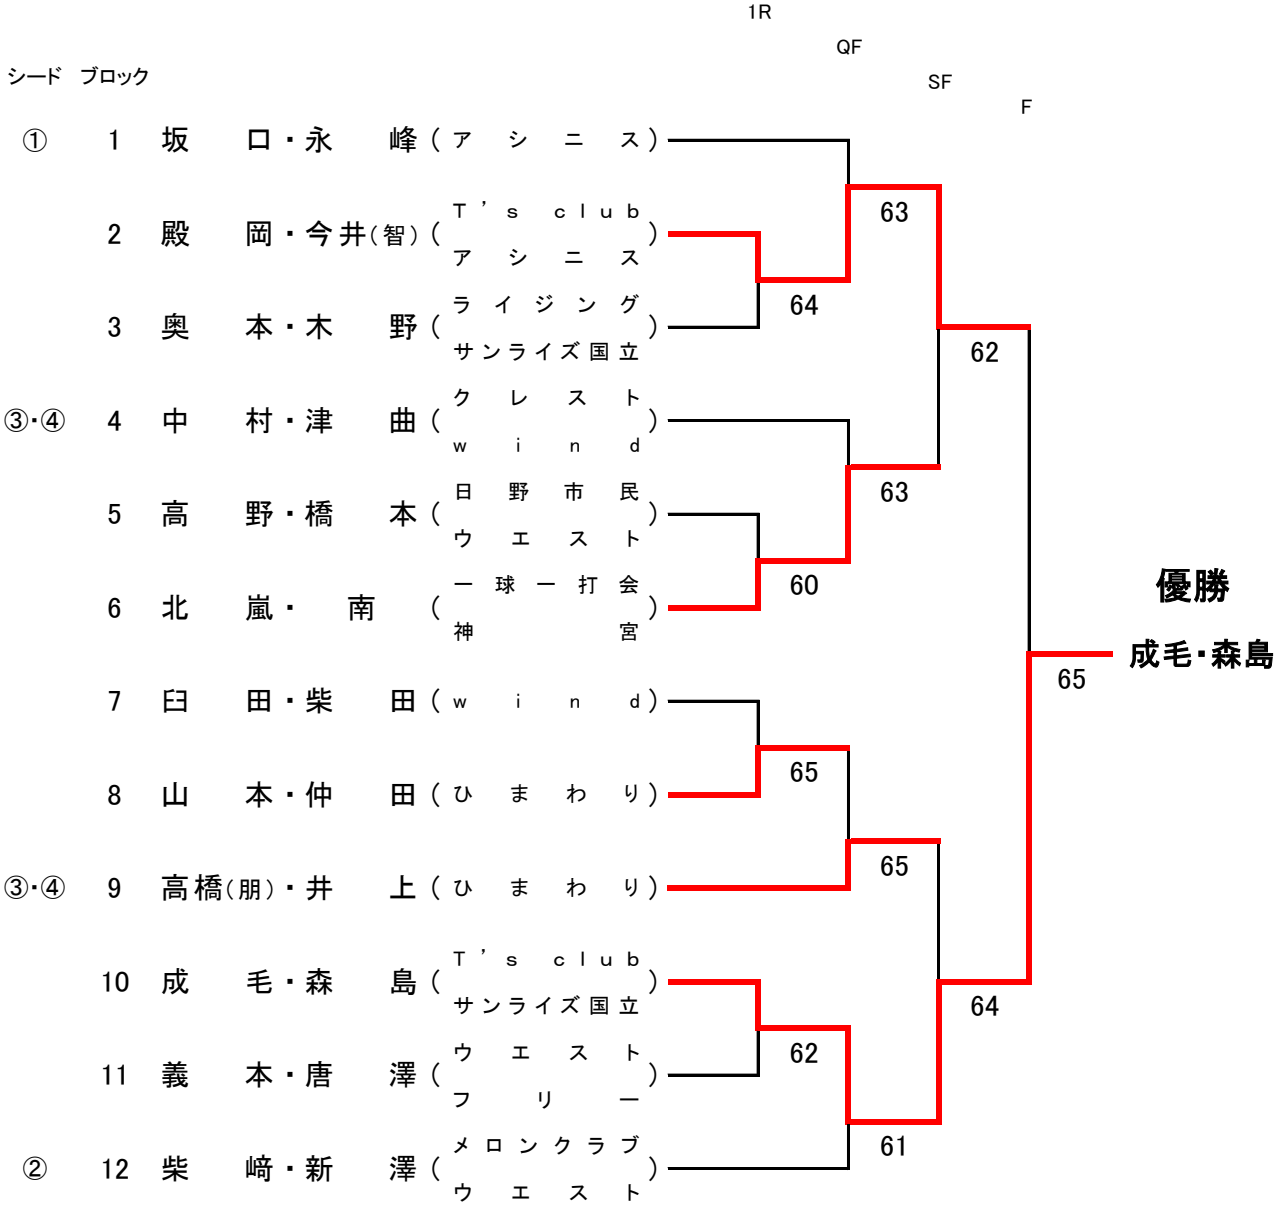 1R
QF
SF
F
シード ブロック
① 1 坂口・永峰(アシニス)
2 殿岡・今井(智)(T's club
アシニス)
64
63
3 奥本・木野(ライジング
サンライズ国立)
62
③・④ 4 中村・津曲(クレスト
wind)
5 高野・橋本(日野市民
ウエスト)
60
63
6 北嵐・南(一球一打会
神宮)
優勝
成毛・森島
65
7 臼田・柴田(wind)
65
8 山本・仲田(ひまわり)
65
③・④ 9 高橋(朋)・井上(ひまわり)
10 成毛・森島(T's club
サンライズ国立)
64
62
11 義本・唐澤(ウエスト
フリー)
61
② 12 柴﨑・新澤(メロンクラブ
ウエスト)